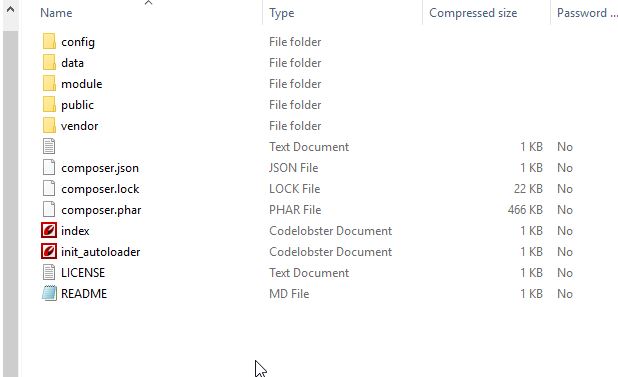 Name Type Compressed size Password ...
config File folder
data File folder
module File folder
public File folder
vendor File folder
Text Document 1 KB No
composer.json JSON File 1 KB No
composer.lock LOCK File 22 KB No
composer.phar PHAR File 466 KB No
index Codelobster Document 1 KB No
init_autoloader Codelobster Document 1 KB No
LICENSE Text Document 1 KB No
README MD File 1 KB No